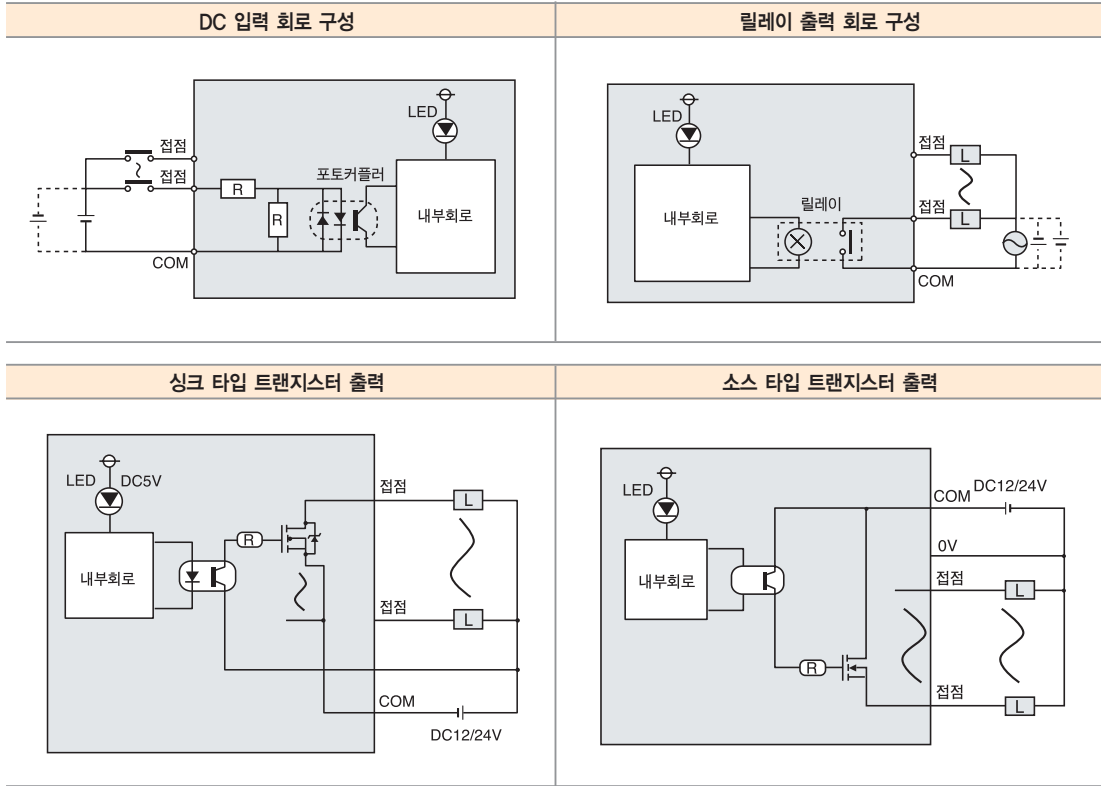 DC 입력 회로 구성
LED
접점
접점
포토커플러
R
R
내부회로
COM
릴레이 출력 회로 구성
LED
접점
L
릴레이
접점
L
내부회로
COM
싱크 타입 트랜지스터 출력
LED DC5V
접점
L
R
내부회로
접점
L
COM
DC12/24V
소스 타입 트랜지스터 출력
LED
COM DC12/24V
0V
내부회로
접점
L
R
접점
L